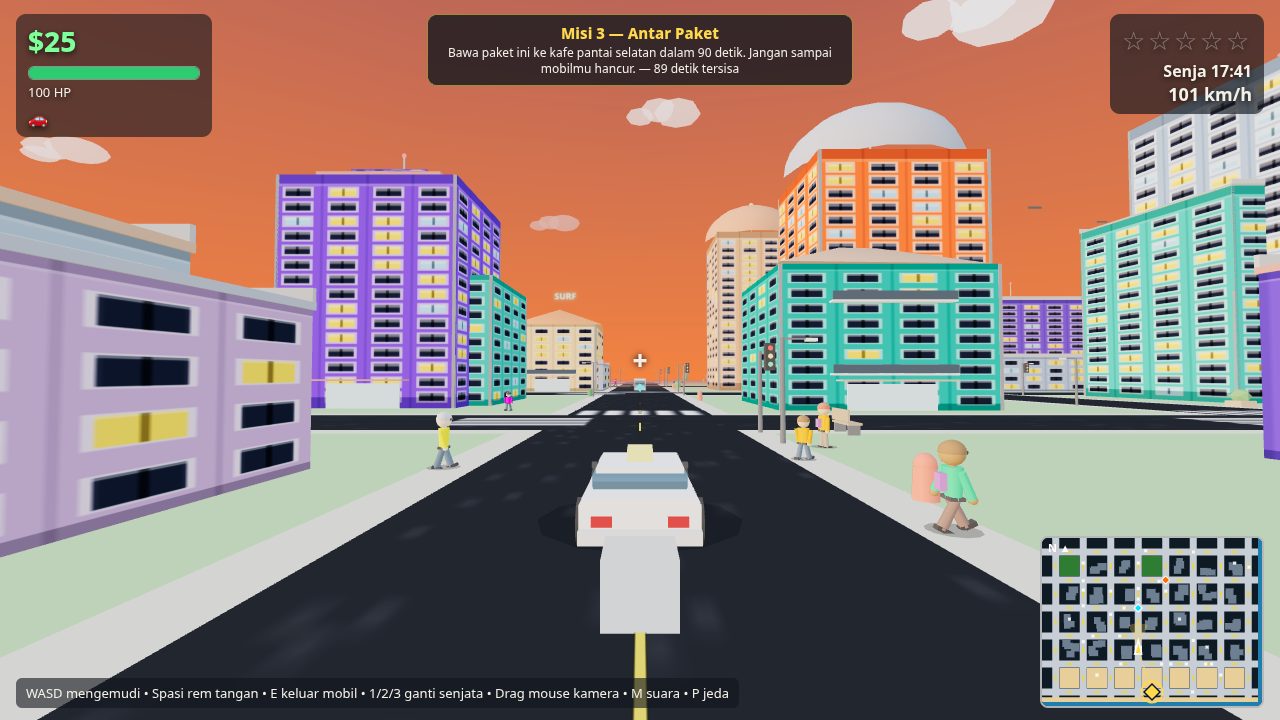 $25
100 HP
Misi 3 — Antar Paket
Bawa paket ini ke kafe pantai selatan dalam 90 detik. Jangan sampai
mobilmu hancur. — 89 detik tersisa
☆☆☆☆☆
Senja 17:41
101 km/h
SURF
N ▲
WASD mengemudi • Spasi rem tangan • E keluar mobil • 1/2/3 ganti senjata • Drag mouse kamera • M suara • P jeda